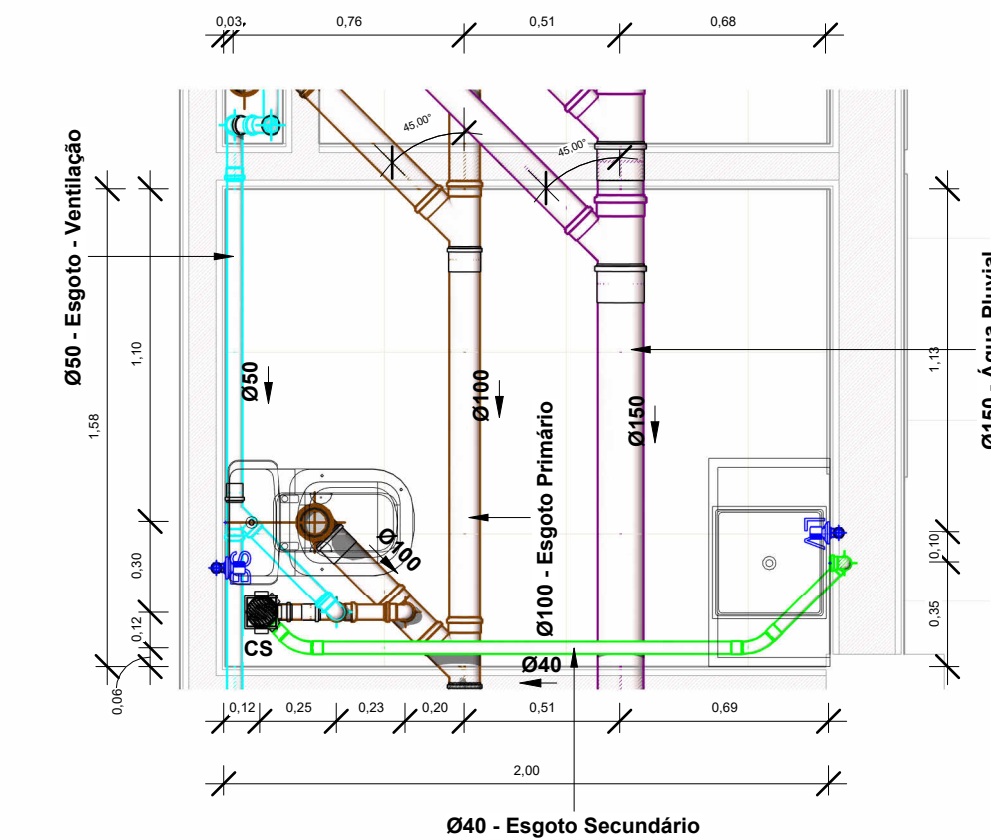 0,03
0,76
0,51
0,68
45,00°
45,00°
Ø50 - Esgoto - Ventilação
1,10
1,58
0,30
0,12
0,06
Ø50
Ø100
Ø150
Ø100 - Esgoto Primário
Ø100
1,13
Ø150 - Água Pluvial
0,10
0,35
BS
AL
CS
Ø40
0,12
0,25
0,23
0,20
0,51
0,69
2,00
Ø40 - Esgoto Secundário